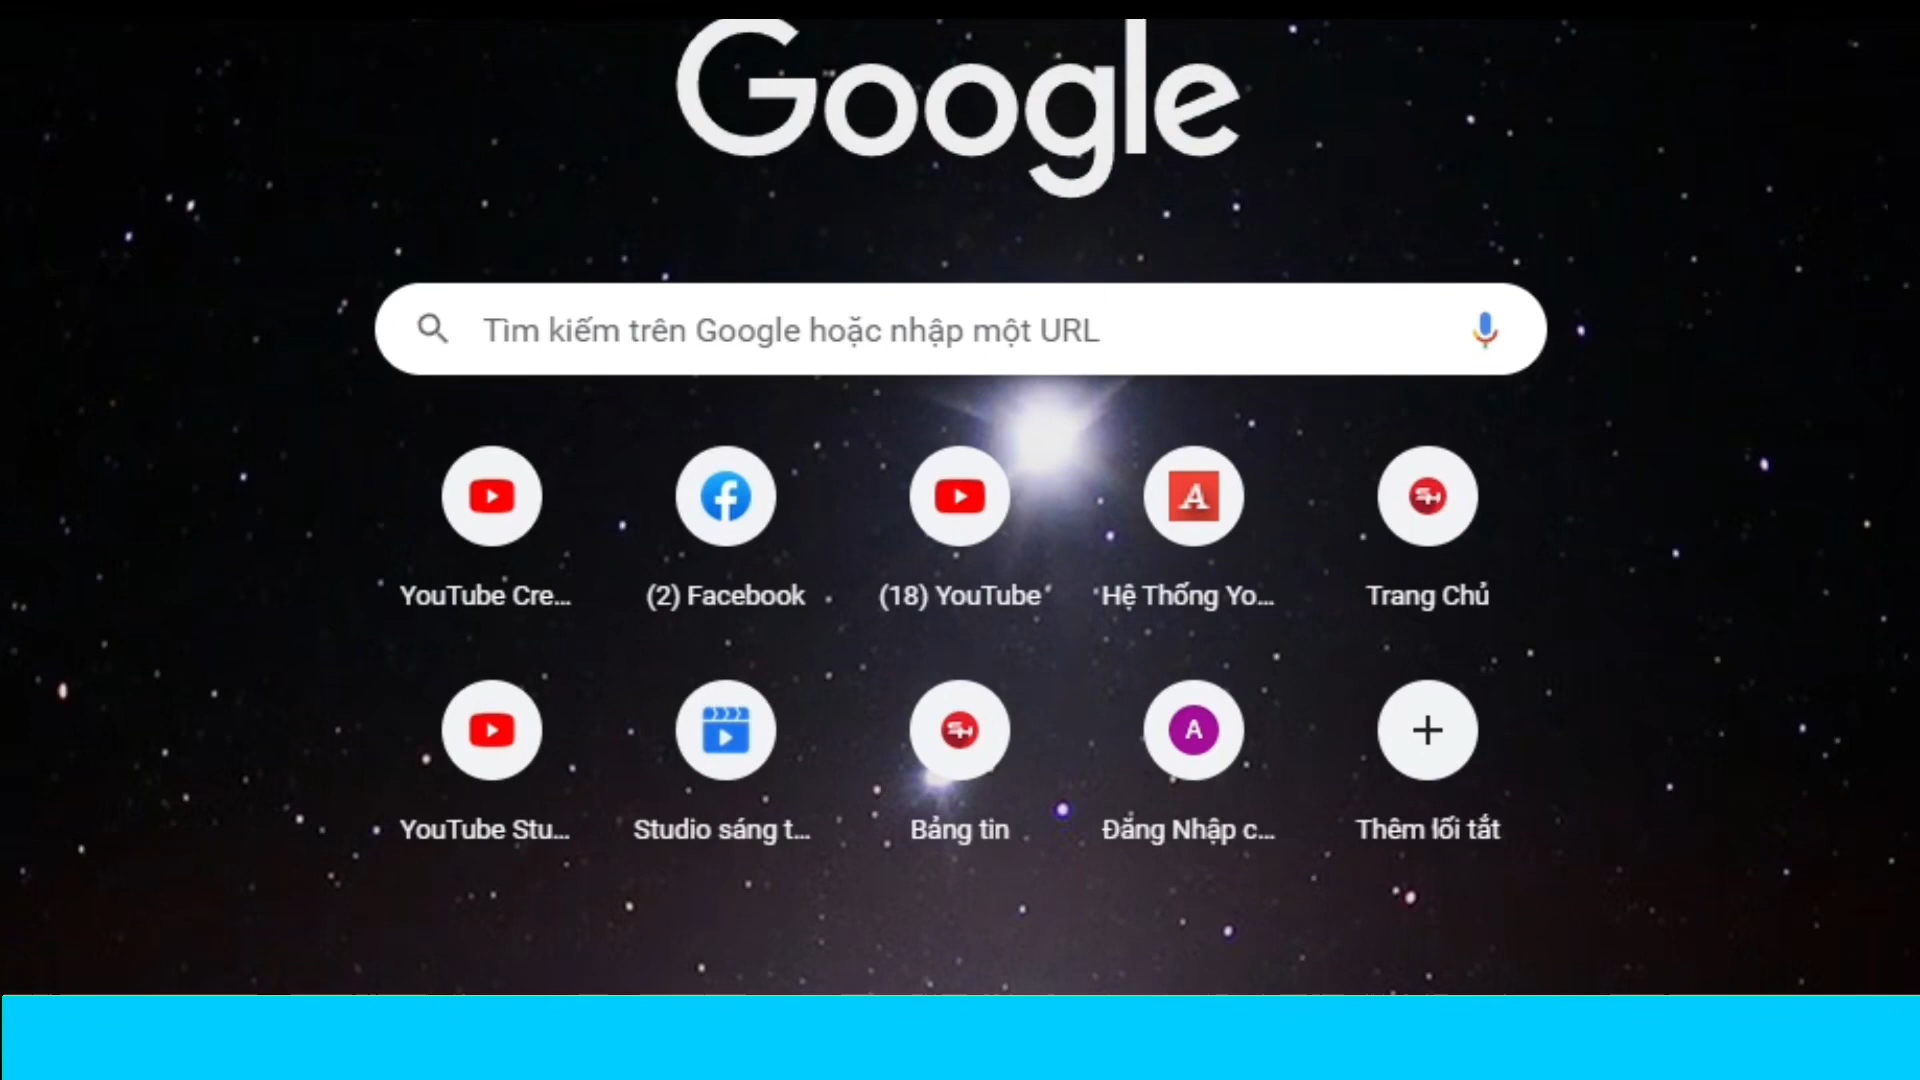 Google
Tìm kiếm trên Google hoặc nhập một URL
YouTube Cre...
(2) Facebook
(18) YouTube
Hệ Thống Yo...
Trang Chủ
YouTube Stu...
Studio sáng t...
Bảng tin
A
Đăng Nhập c...
Thêm lối tắt